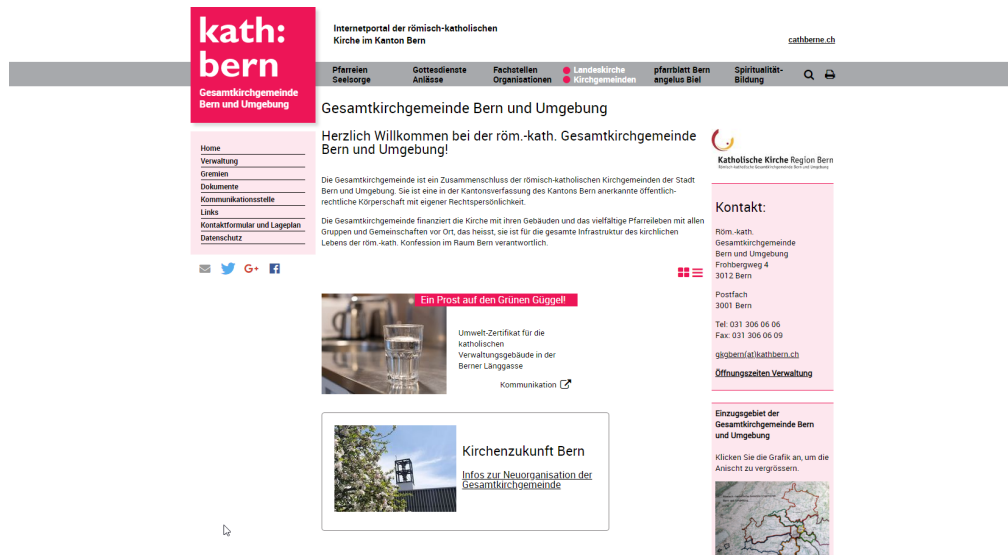 kath:
bern
Gesamtkirchgemeinde
Bern und Umgebung
Internetportal der römisch-katholischen
Kirche im Kanton Bern
cathberne.ch
Pfarreien
Seelsorge
Gottesdienste
Anlässe
Fachstellen
Organisationen
Landeskirche
Kirchgemeinden
pfarrblatt Bern
angelus Biel
Spiritualität-
Bildung
Home
Verwaltung
Gremien
Dokumente
Kommunikationsstelle
Links
Kontaktformular und Lageplan
Datenschutz
G+
Gesamtkirchgemeinde Bern und Umgebung
Herzlich Willkommen bei der röm.-kath. Gesamtkirchgemeinde
Bern und Umgebung!
Die Gesamtkirchgemeinde ist ein Zusammenschluss der römisch-katholischen Kirchgemeinden der Stadt
Bern und Umgebung. Sie ist eine in der Kantonsverfassung des Kantons Bern anerkannte öffentlich-
rechtliche Körperschaft mit eigener Rechtspersönlichkeit.
Die Gesamtkirchgemeinde finanziert die Kirche mit ihren Gebäuden und das vielfältige Pfarreileben mit allen
Gruppen und Gemeinschaften vor Ort, das heisst, sie ist für die gesamte Infrastruktur des kirchlichen
Lebens der röm.-kath. Konfession im Raum Bern verantwortlich.
Ein Prost auf den Grünen Güggel!
Umwelt-Zertifikat für die
katholischen
Verwaltungsgebäude in der
Berner Länggasse
Kommunikation
Kirchenzukunft Bern
Infos zur Neuorganisation der
Gesamtkirchgemeinde
Katholische Kirche Region Bern
Römisch-katholische Gesamtkirchgemeinde Bern und Umgebung
Kontakt:
Röm.-kath.
Gesamtkirchgemeinde
Bern und Umgebung
Frohbergweg 4
3012 Bern
Postfach
3001 Bern
Tel: 031 306 06 06
Fax: 031 306 06 09
gkgbern(at)kathbern.ch
Öffnungszeiten Verwaltung
Einzugsgebiet der
Gesamtkirchgemeinde Bern
und Umgebung
Klicken Sie die Grafik an, um die
Anischt zu vergrössern.